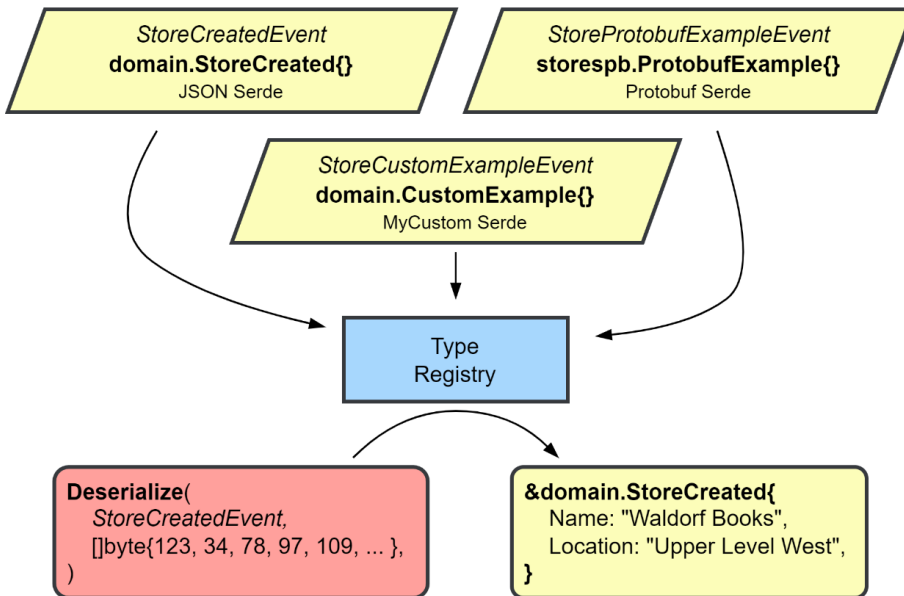 StoreCreatedEvent
domain.StoreCreated{}
JSON Serde
StoreProtobufExampleEvent
storespb.ProtobufExample{}
Protobuf Serde
StoreCustomExampleEvent
domain.CustomExample{}
MyCustom Serde
Type
Registry
Deserialize(
StoreCreatedEvent,
[]byte{123, 34, 78, 97, 109, ... },
)
&domain.StoreCreated{
Name: "Waldorf Books",
Location: "Upper Level West",
}